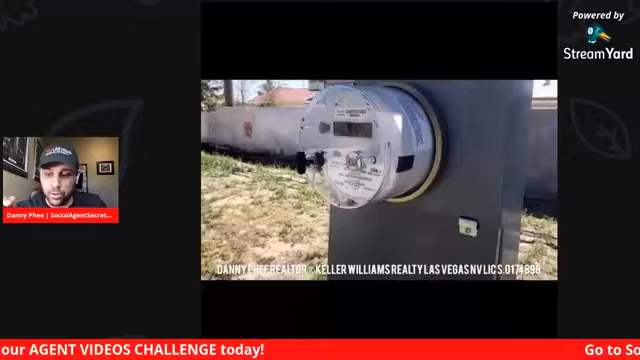 Powered by
StreamYard
Danny Phee | SocialAgentSecret...
DANNY PHEE REALTOR
KELLER WILLIAMS REALTY LAS VEGAS NV LIC S.0174898
our AGENT VIDEOS CHALLENGE today!
Go to So